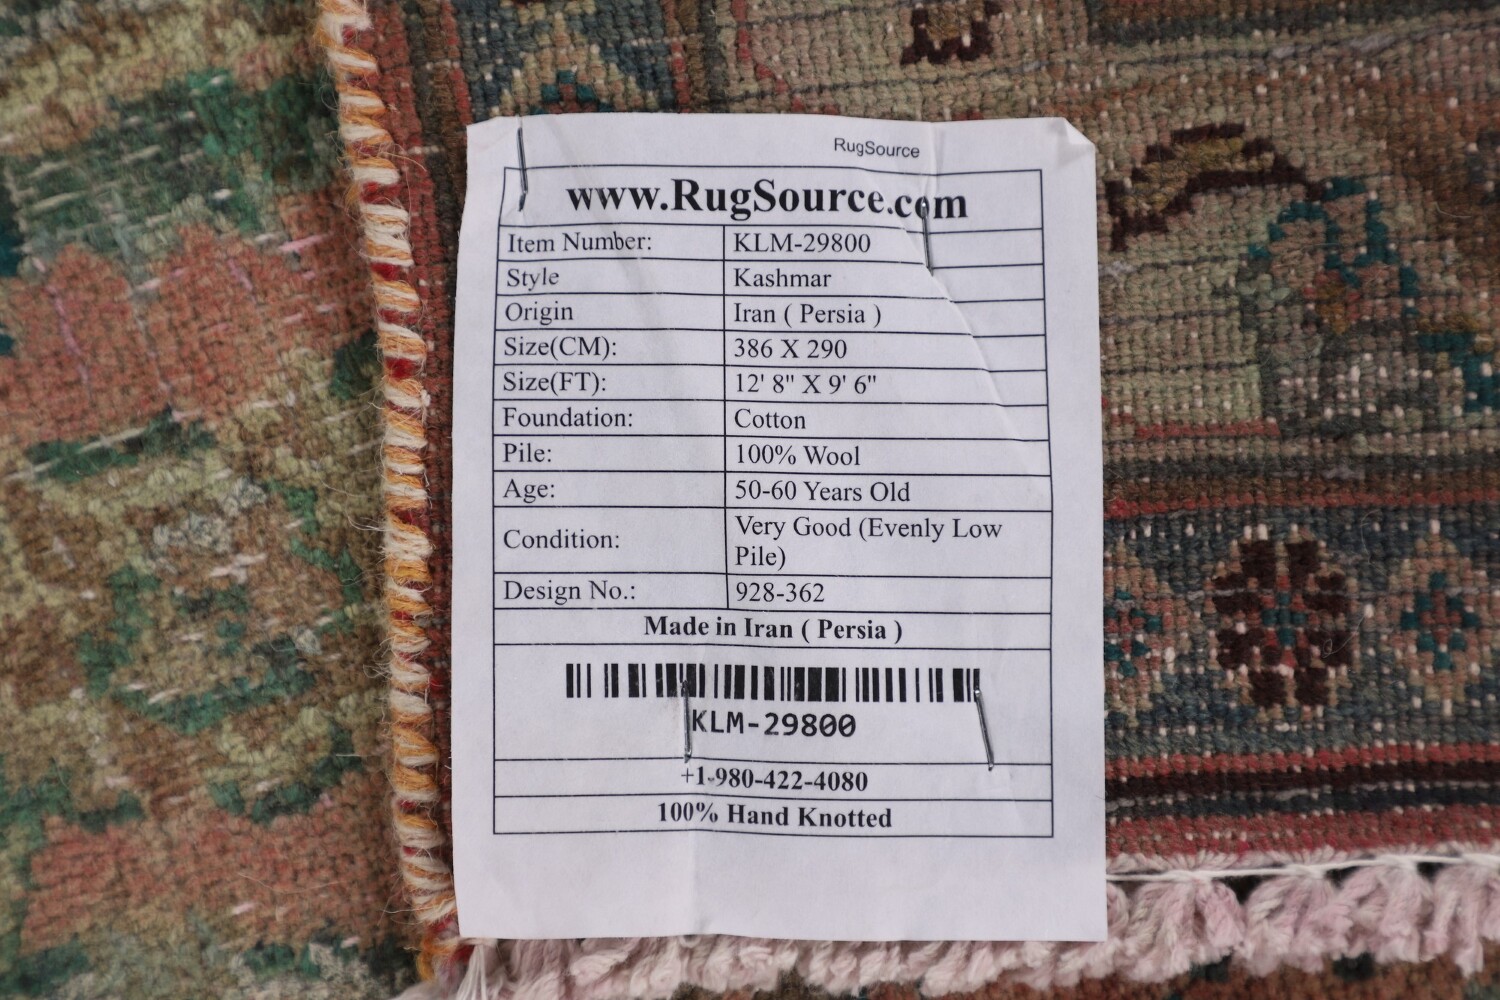 RugSource
www.RugSource.com
Item Number: KLM-29800
Style Kashmar
Origin Iran ( Persia )
Size(CM): 386 X 290
Size(FT): 12' 8" X 9' 6"
Foundation: Cotton
Pile: 100% Wool
Age: 50-60 Years Old
Condition: Very Good (Evenly Low
Pile)
Design No.: 928-362
Made in Iran ( Persia )
KLM-29800
+1-980-422-4080
100% Hand Knotted